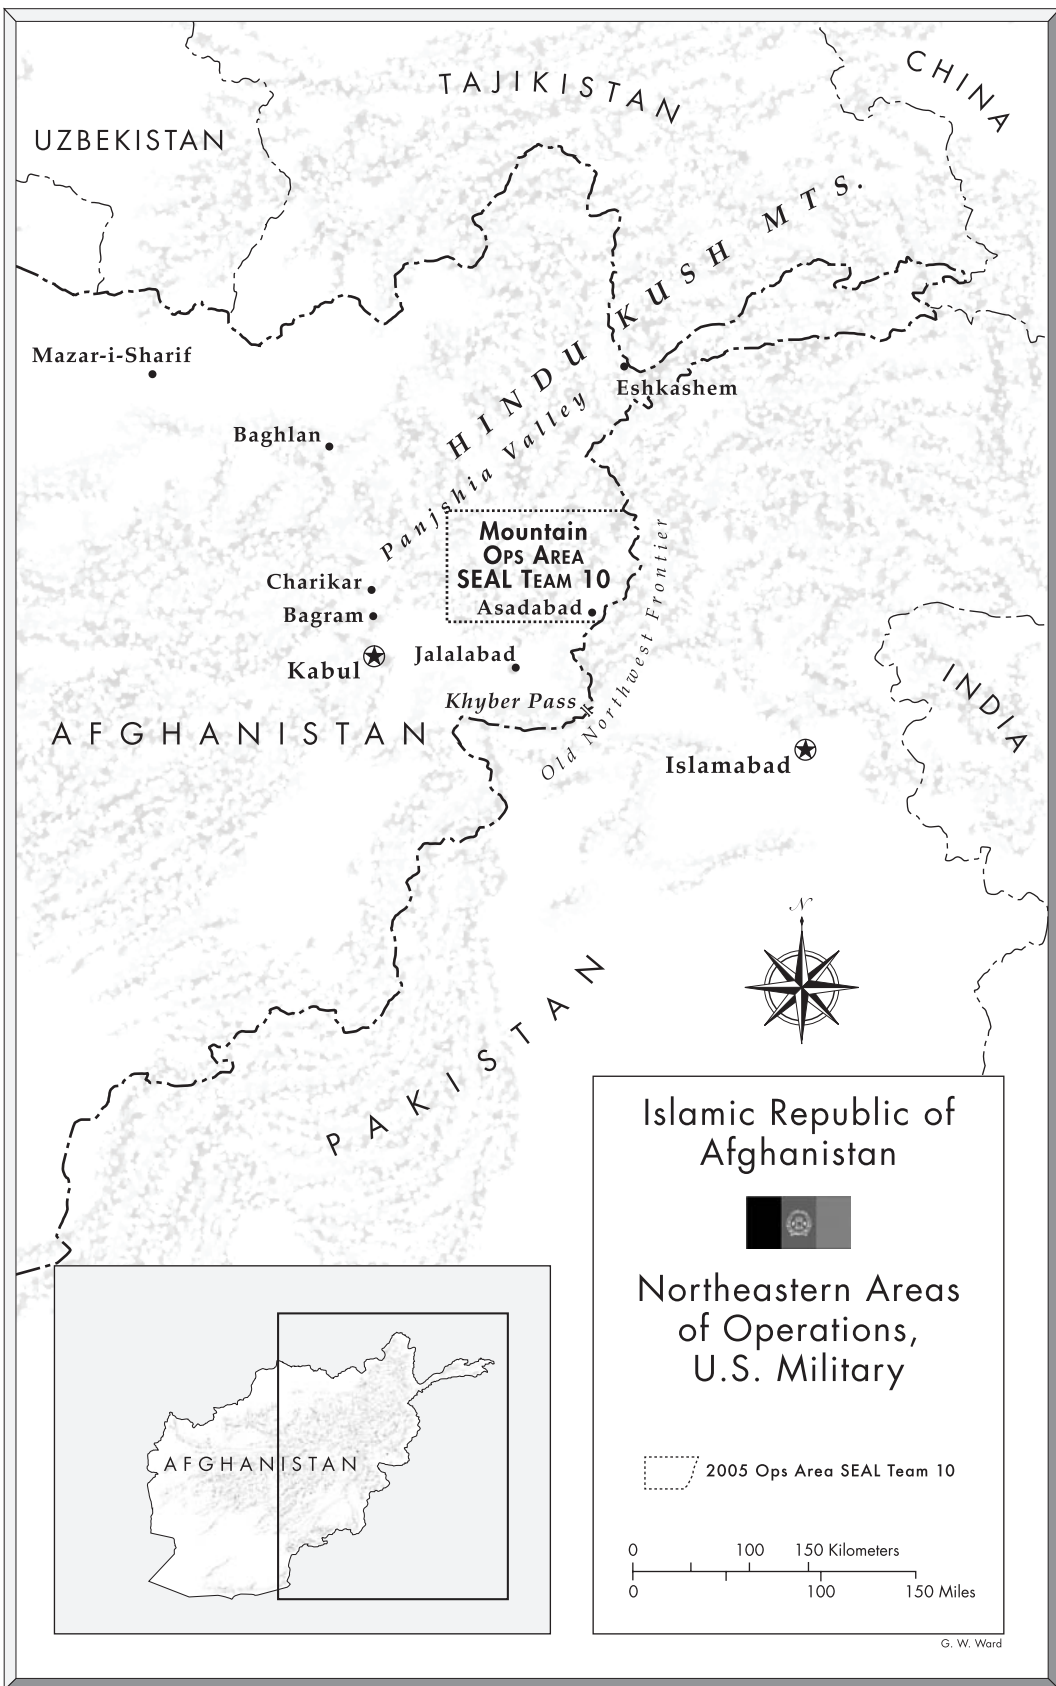 TAJIKISTAN
CHINA
UZBEKISTAN
HINDU KUSH MTS.
Mazar-i-Sharif
Eshkashem
Panjshia Valley
Baghlan
Mountain
Ops Area
SEAL Team 10
Asadabad
Charikar
Bagram
Kabul
Jalalabad
Khyber Pass
Old Northwest Frontier
INDIA
AFGHANISTAN
Islamabad
N
PAKISTAN
Islamic Republic of
Afghanistan
Northeastern Areas
of Operations,
U.S. Military
2005 Ops Area SEAL Team 10
0 100 150 Kilometers
0 100 150 Miles
AFGHANISTAN
G. W. Ward